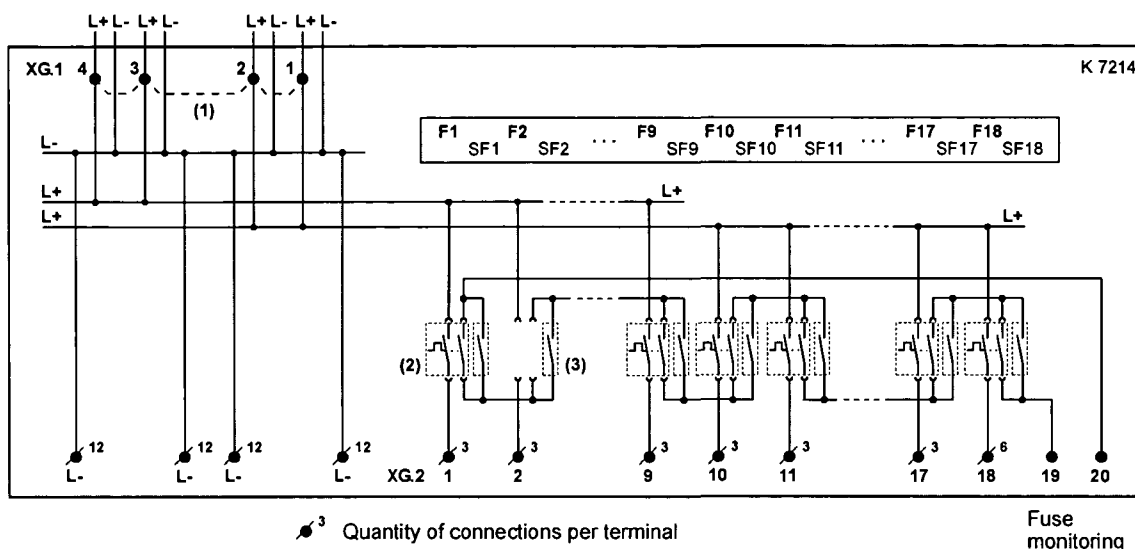 L+ L- L+ L- L+ L- L+ L-
XG.1 4 3 2 1 K 7214
(1)
F1 F2 ... F9 F10 F11 ... F17 F18
SF1 SF2 SF9 SF10 SF11 SF17 SF18
L-
L+ L+
L+ L+
(2) (3)
12 12 12 12 3 3 3 3 3 3 6
L- L- L- L- XG.2 1 2 9 10 11 17 18 19 20
3 Quantity of connections per terminal
Fuse
monitoring